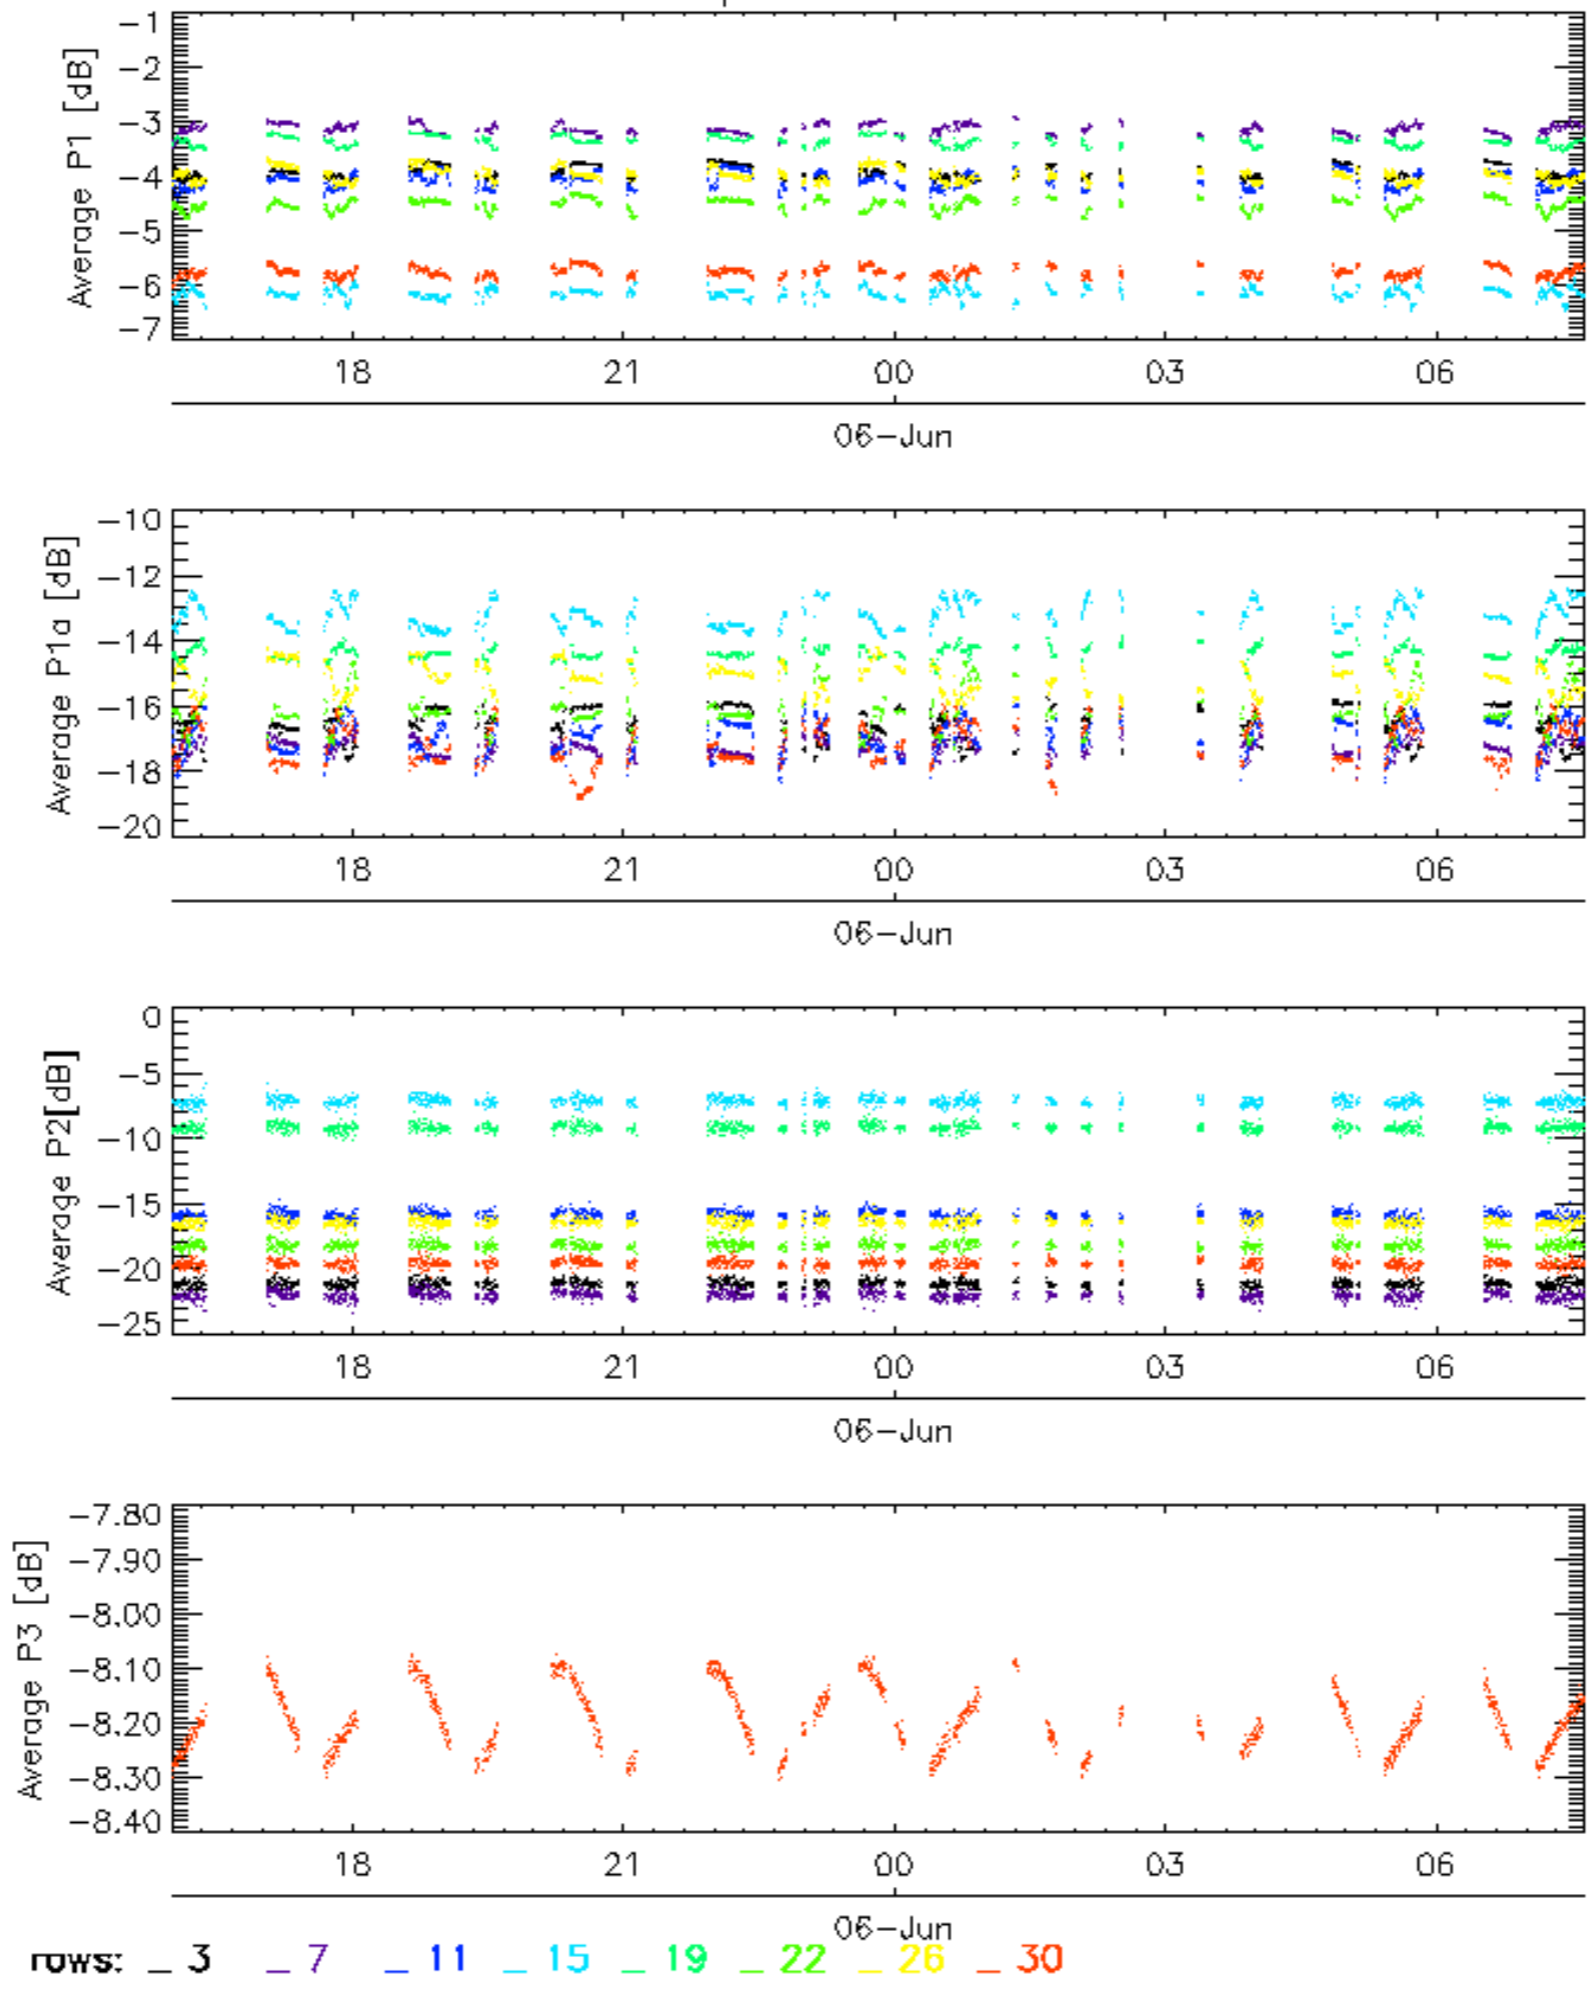 -1
-2
-3
-4
-5
-6
-7
Average P1 [dB]
18 21 00 03 06
06-Jun
-10
-12
-14
-16
-18
-20
Average P1a [dB]
18 21 00 03 06
06-Jun
0
-5
-10
-15
-20
-25
Average P2[dB]
18 21 00 03 06
06-Jun
-7.80
-7.90
-8.00
-8.10
-8.20
-8.30
-8.40
Average P3 [dB]
18 21 00 03 06
06-Jun
rows: _ 3 _ 7 _ 11 _ 15 _ 19 _ 22 _ 26 _ 30